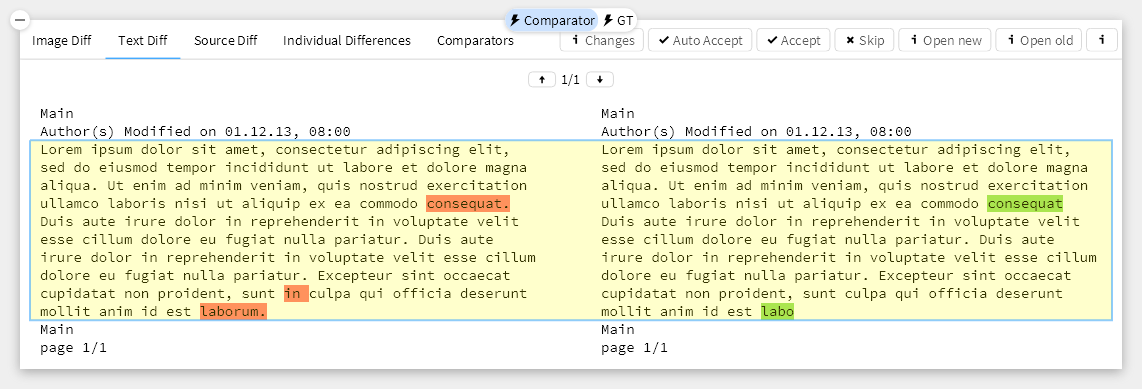 Comparator GT
Image Diff Text Diff Source Diff Individual Differences Comparators Changes Auto Accept Accept Skip Open new Open old
1/1
Main
Author(s) Modified on 01.12.13, 08:00
Lorem ipsum dolor sit amet, consectetur adipiscing elit,
sed do eiusmod tempor incididunt ut labore et dolore magna
aliqua. Ut enim ad minim veniam, quis nostrud exercitation
ullamco laboris nisi ut aliquip ex ea commodo consequat.
Duis aute irure dolor in reprehenderit in voluptate velit
esse cillum dolore eu fugiat nulla pariatur. Duis aute
irure dolor in reprehenderit in voluptate velit esse cillum
dolore eu fugiat nulla pariatur. Excepteur sint occaecat
cupidatat non proident, sunt in culpa qui officia deserunt
mollit anim id est laborum.
Main
page 1/1
Main
Author(s) Modified on 01.12.13, 08:00
Lorem ipsum dolor sit amet, consectetur adipiscing elit,
sed do eiusmod tempor incididunt ut labore et dolore magna
aliqua. Ut enim ad minim veniam, quis nostrud exercitation
ullamco laboris nisi ut aliquip ex ea commodo consequat
Duis aute irure dolor in reprehenderit in voluptate velit
esse cillum dolore eu fugiat nulla pariatur. Duis aute
irure dolor in reprehenderit in voluptate velit esse cillum
dolore eu fugiat nulla pariatur. Excepteur sint occaecat
cupidatat non proident, sunt culpa qui officia deserunt
mollit anim id est labo
Main
page 1/1